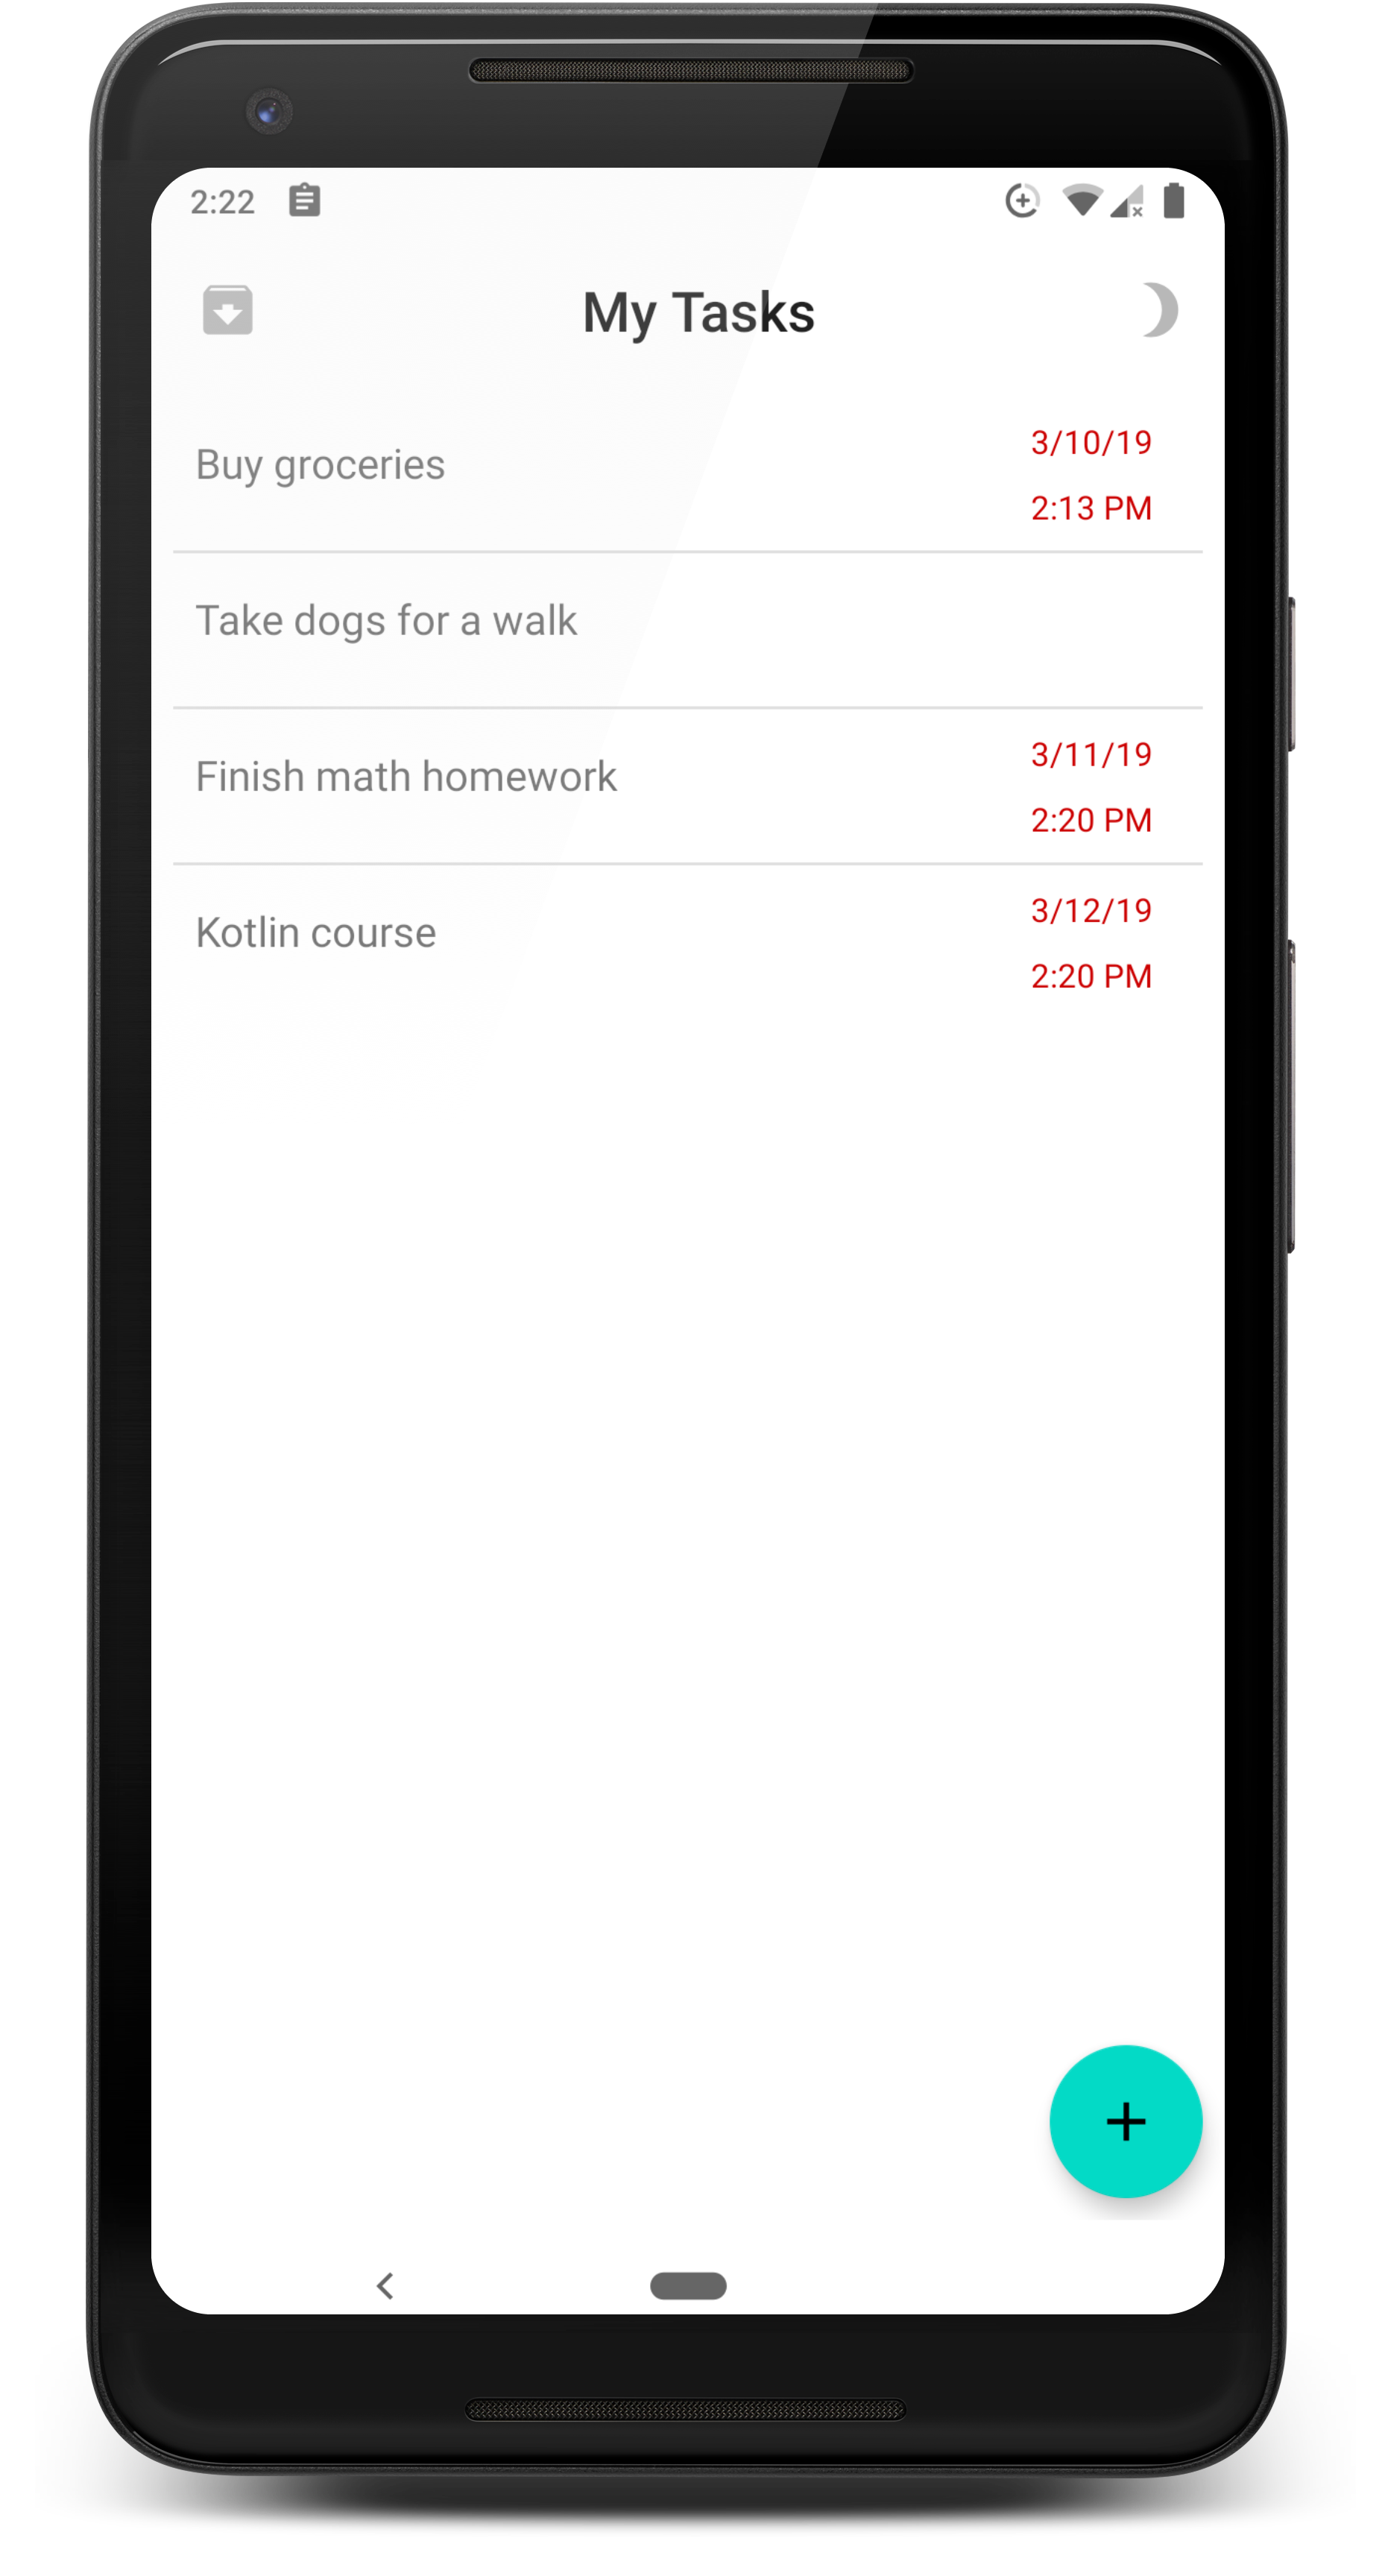 2:22
My Tasks
Buy groceries
3/10/19
2:13 PM
Take dogs for a walk
Finish math homework
3/11/19
2:20 PM
Kotlin course
3/12/19
2:20 PM